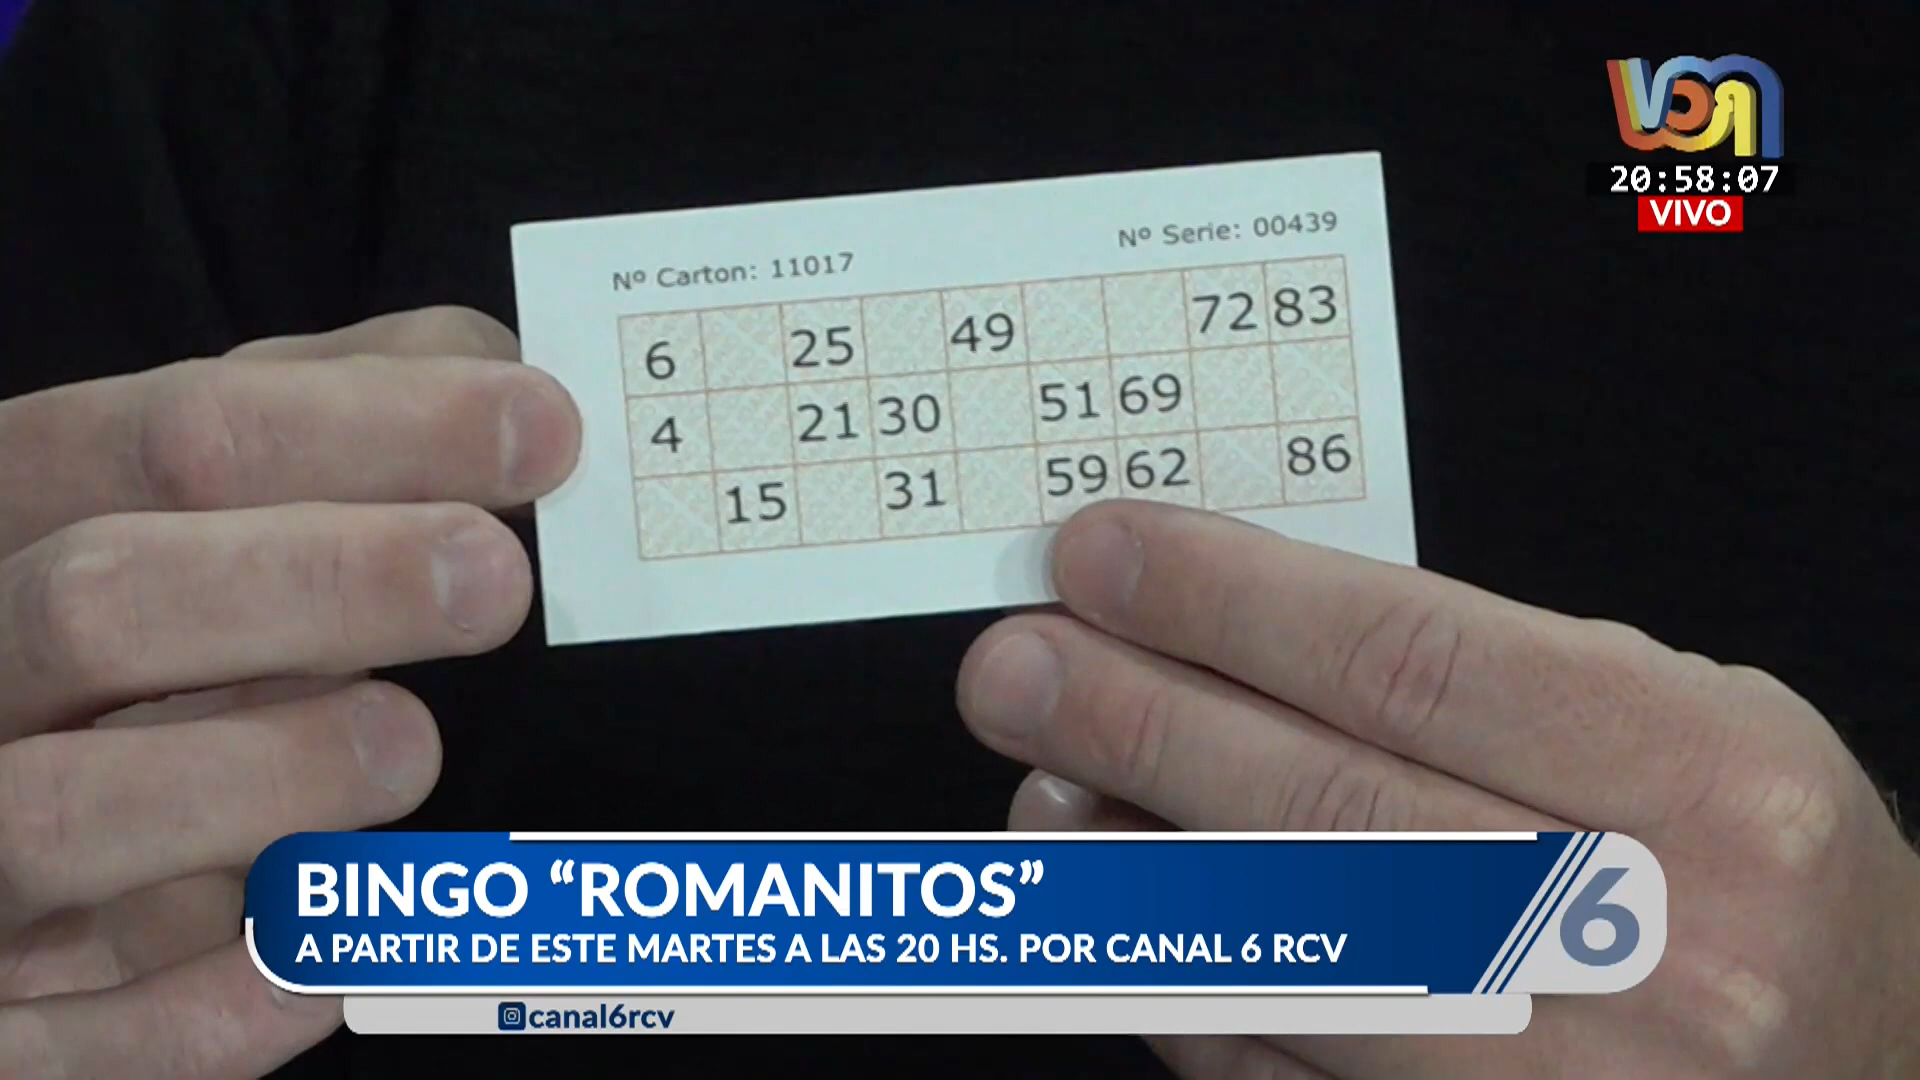 VOM
20:58:07
VIVO
Nº Carton: 11017
Nº Serie: 00439
6 25 49 72 83
4 21 30 51 69
15 31 59 62 86
BINGO “ROMANITOS”
A PARTIR DE ESTE MARTES A LAS 20 HS. POR CANAL 6 RCV
6
canal6rcv